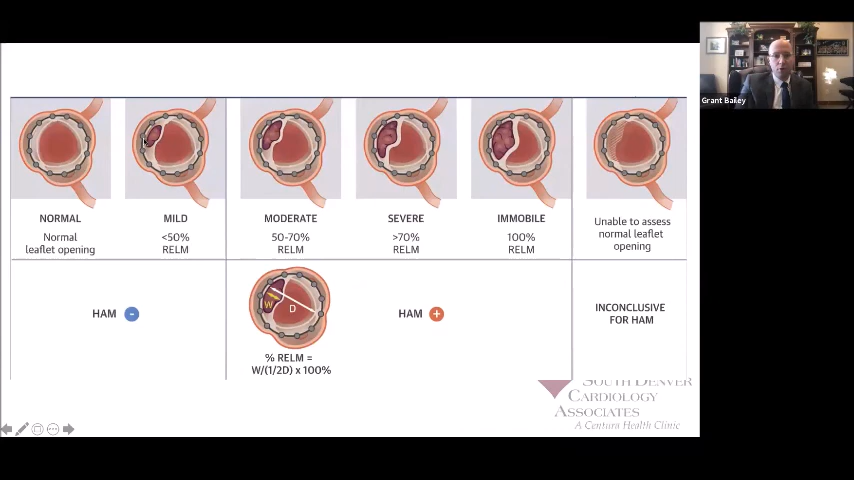 Grant Bailey
NORMAL
Normal
leaflet opening
MILD
<50%
RELM
MODERATE
50-70%
RELM
SEVERE
>70%
RELM
IMMOBILE
100%
RELM
Unable to assess
normal leaflet
opening
HAM -
W
D
% RELM =
W/(1/2D) x 100%
HAM +
INCONCLUSIVE
FOR HAM
SOUTH DENVER
CARDIOLOGY
ASSOCIATES
A Centura Health Clinic